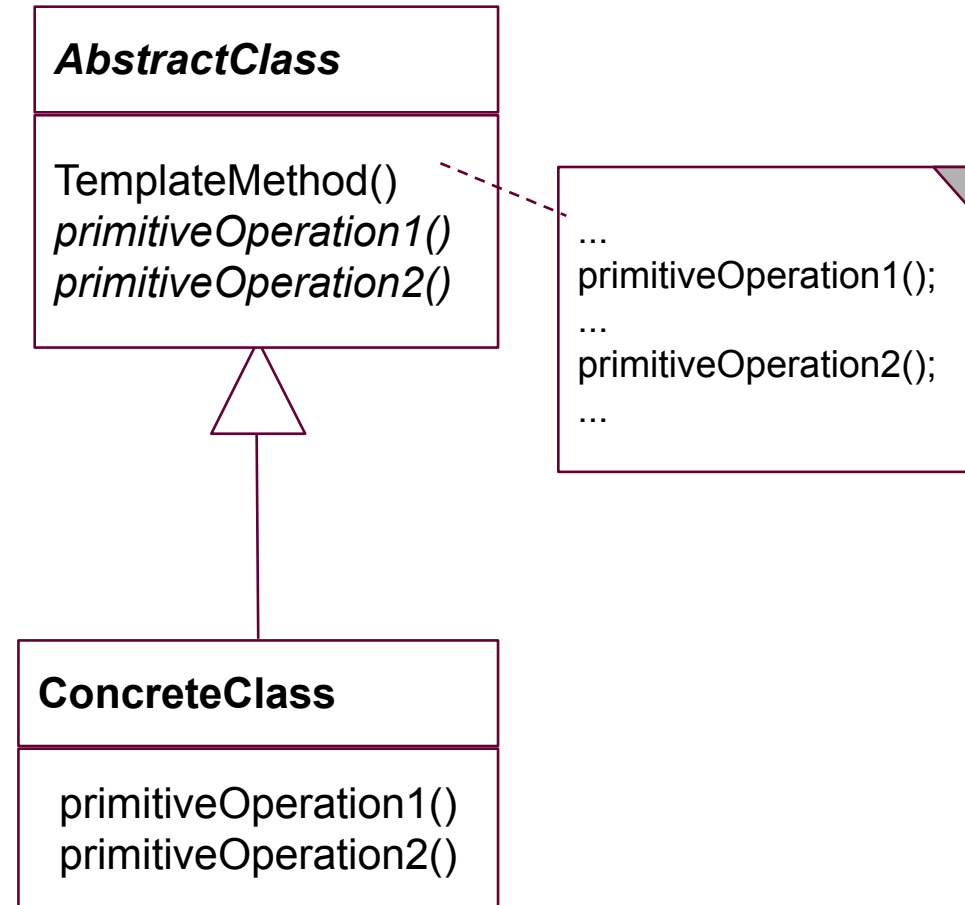 AbstractClass
TemplateMethod()
primitiveOperation1()
primitiveOperation2()
...
primitiveOperation1();
...
primitiveOperation2();
...
ConcreteClass
primitiveOperation1()
primitiveOperation2()